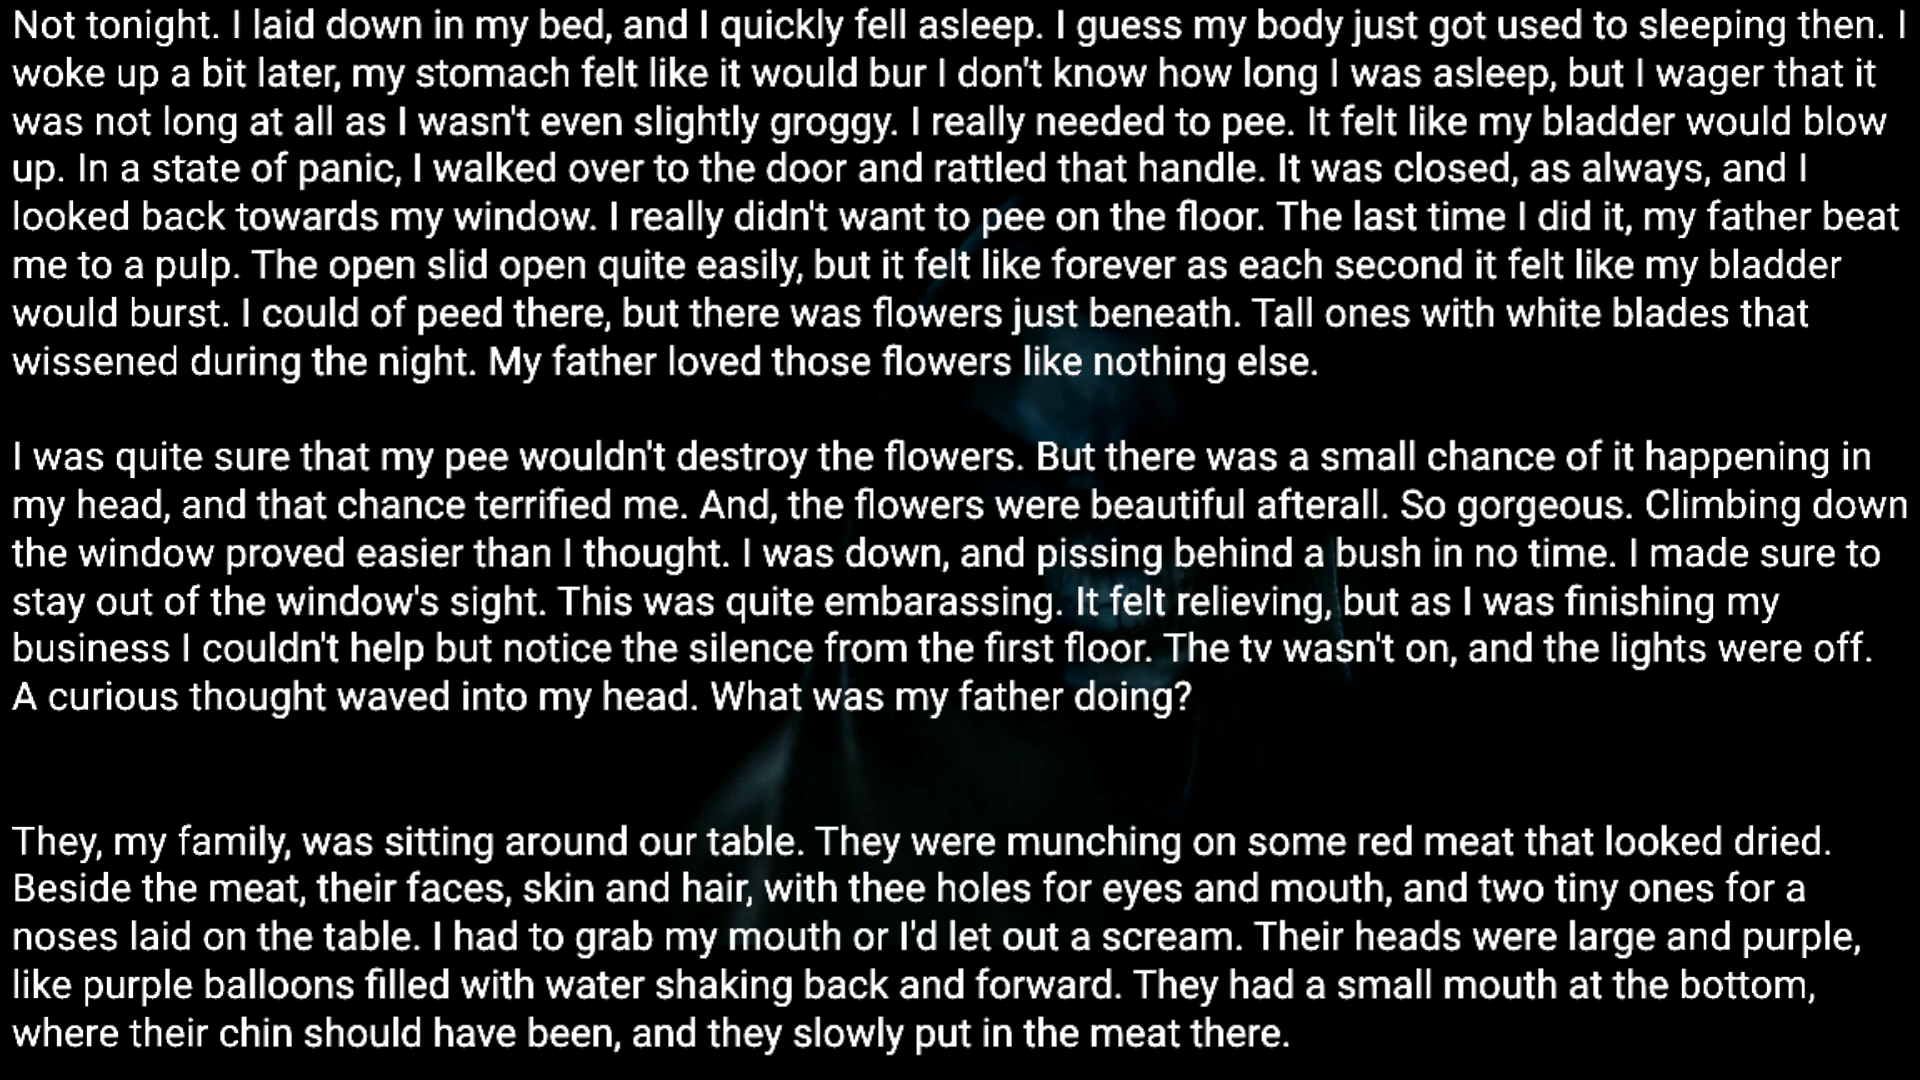 Not tonight. I laid down in my bed, and I quickly fell asleep. I guess my body just got used to sleeping then. I
woke up a bit later, my stomach felt like it would bur I don't know how long I was asleep, but I wager that it
was not long at all as I wasn't even slightly groggy. I really needed to pee. It felt like my bladder would blow
up. In a state of panic, I walked over to the door and rattled that handle. It was closed, as always, and I
looked back towards my window. I really didn't want to pee on the floor. The last time I did it, my father beat
me to a pulp. The open slid open quite easily, but it felt like forever as each second it felt like my bladder
would burst. I could of peed there, but there was flowers just beneath. Tall ones with white blades that
wissened during the night. My father loved those flowers like nothing else.
I was quite sure that my pee wouldn't destroy the flowers. But there was a small chance of it happening in
my head, and that chance terrified me. And, the flowers were beautiful afterall. So gorgeous. Climbing down
the window proved easier than I thought. I was down, and pissing behind a bush in no time. I made sure to
stay out of the window's sight. This was quite embarassing. It felt relieving, but as I was finishing my
business I couldn't help but notice the silence from the first floor. The tv wasn't on, and the lights were off.
A curious thought waved into my head. What was my father doing?
They, my family, was sitting around our table. They were munching on some red meat that looked dried.
Beside the meat, their faces, skin and hair, with thee holes for eyes and mouth, and two tiny ones for a
noses laid on the table. I had to grab my mouth or I'd let out a scream. Their heads were large and purple,
like purple balloons filled with water shaking back and forward. They had a small mouth at the bottom,
where their chin should have been, and they slowly put in the meat there.